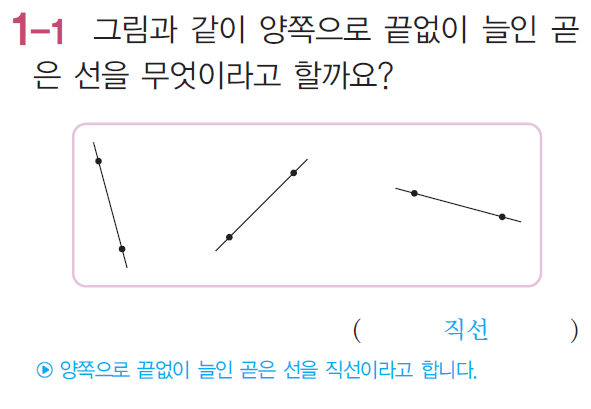 1-1 그림과 같이 양쪽으로 끝없이 늘인 곧
은 선을 무엇이라고 할까요?
( 직선 )
양쪽으로 끝없이 늘인 곧은 선을 직선이라고 합니다.